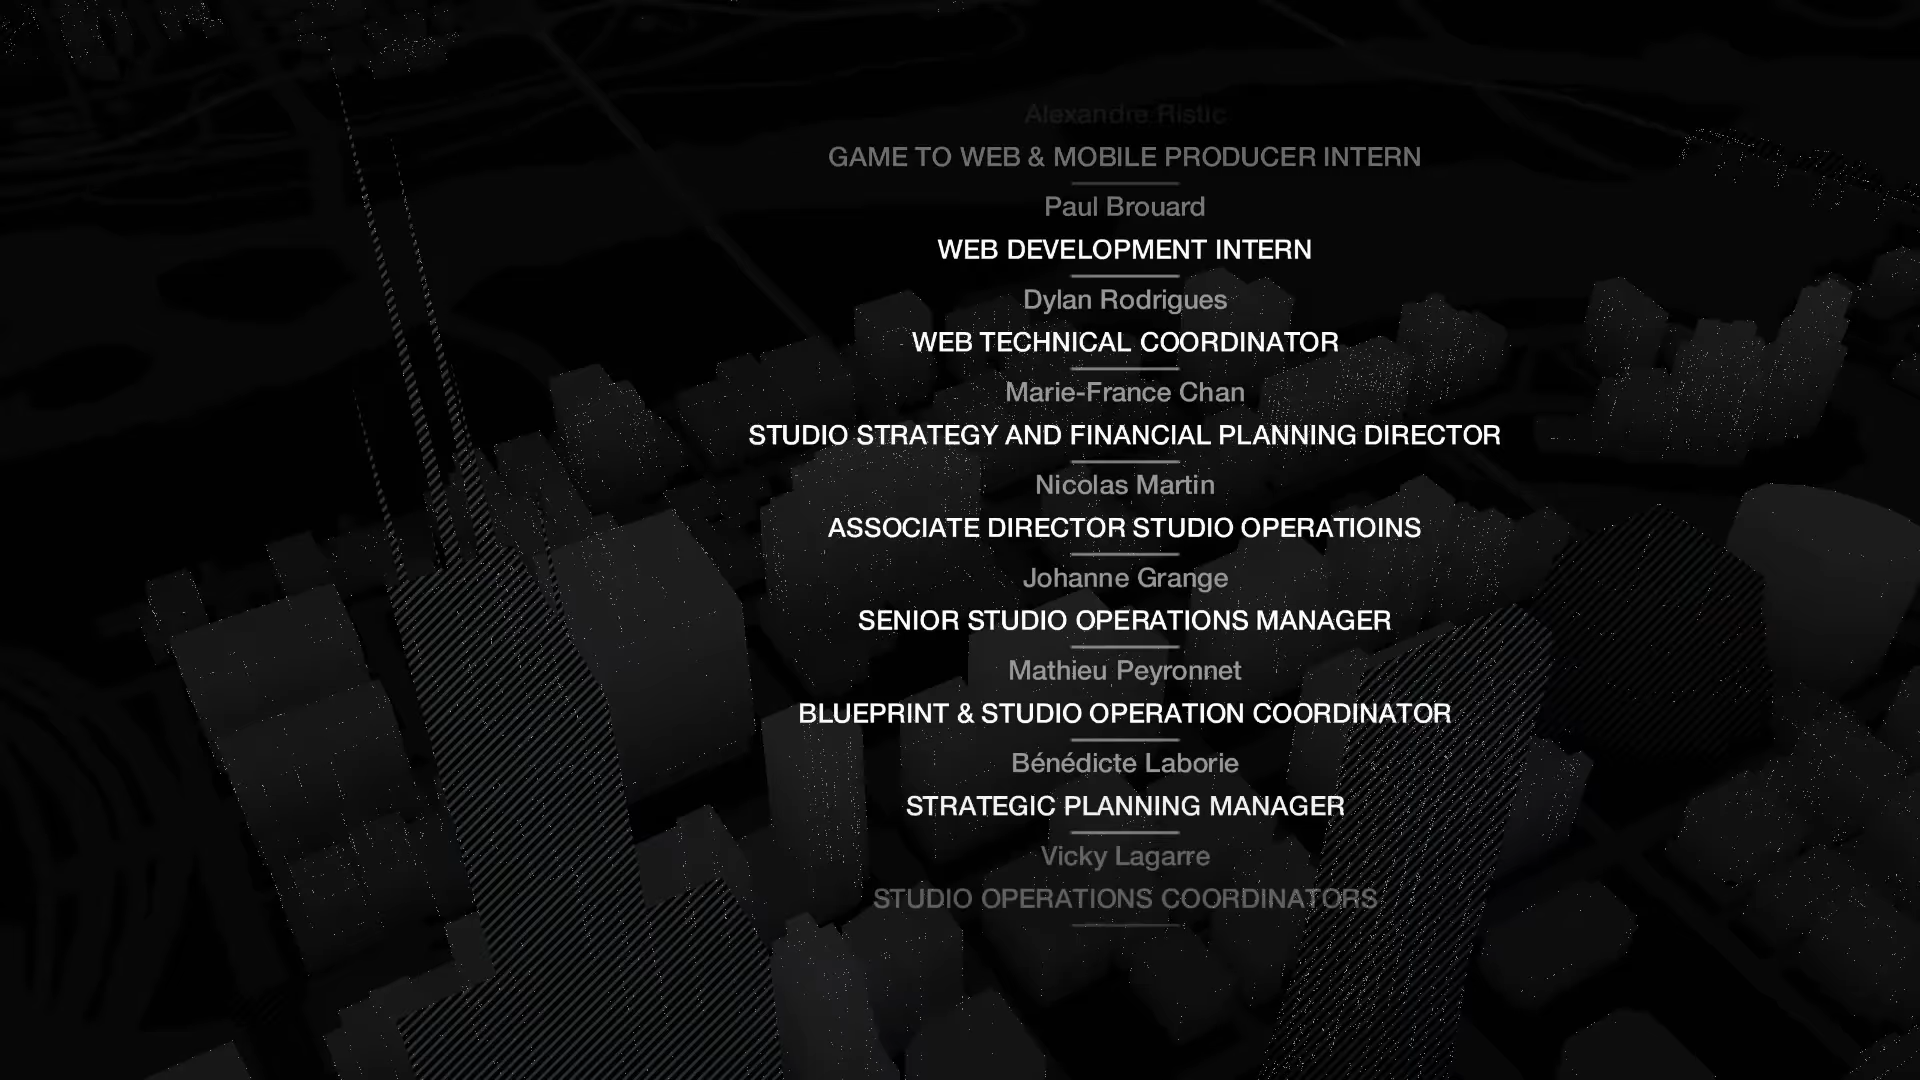 Alexandre Ristic
GAME TO WEB & MOBILE PRODUCER INTERN
Paul Brouard
WEB DEVELOPMENT INTERN
Dylan Rodrigues
WEB TECHNICAL COORDINATOR
Marie-France Chan
STUDIO STRATEGY AND FINANCIAL PLANNING DIRECTOR
Nicolas Martin
ASSOCIATE DIRECTOR STUDIO OPERATIOINS
Johanne Grange
SENIOR STUDIO OPERATIONS MANAGER
Mathieu Peyronnet
BLUEPRINT & STUDIO OPERATION COORDINATOR
Bénédicte Laborie
STRATEGIC PLANNING MANAGER
Vicky Lagarre
STUDIO OPERATIONS COORDINATORS